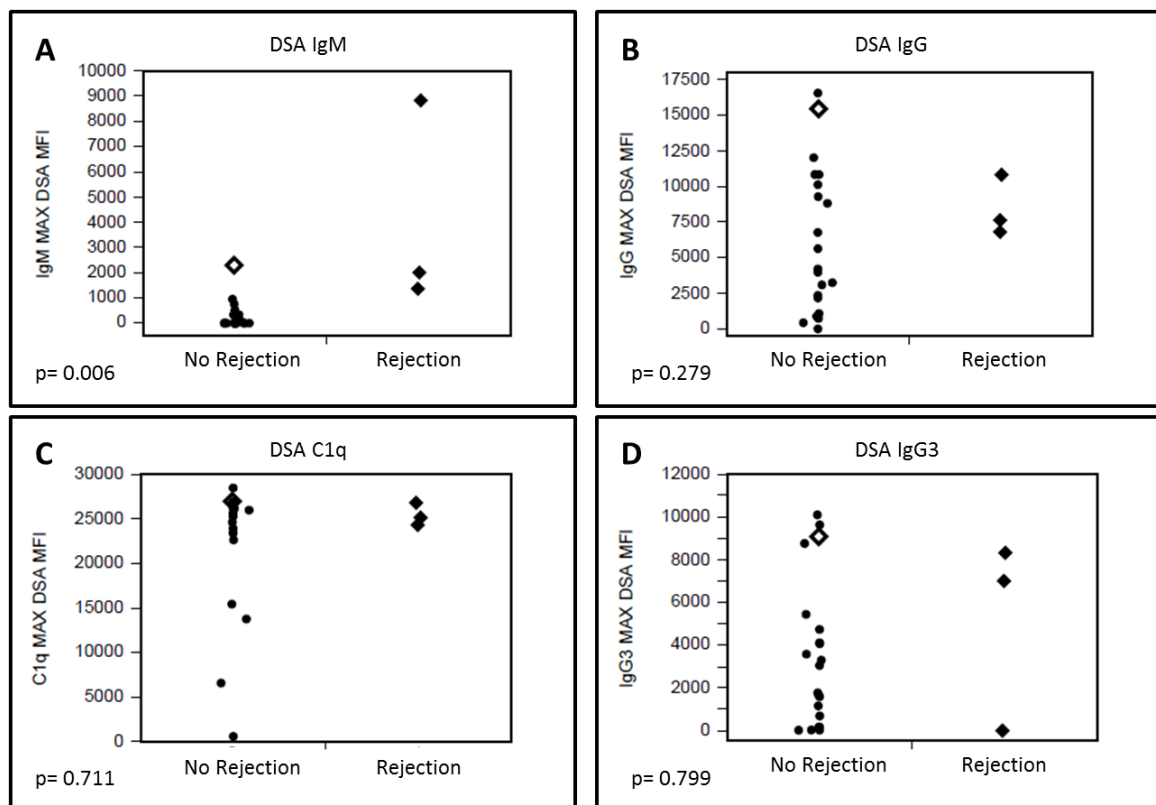 A
DSA IgM
IgM MAX DSA MFI
10000
9000
8000
7000
6000
5000
4000
3000
2000
1000
0
No Rejection
Rejection
p= 0.006
B
DSA IgG
IgG MAX DSA MFI
17500
15000
12500
10000
7500
5000
2500
0
No Rejection
Rejection
p= 0.279
C
DSA C1q
C1q MAX DSA MFI
30000
25000
20000
15000
10000
5000
0
No Rejection
Rejection
p= 0.711
D
DSA IgG3
IgG3 MAX DSA MFI
12000
10000
8000
6000
4000
2000
0
No Rejection
Rejection
p= 0.799